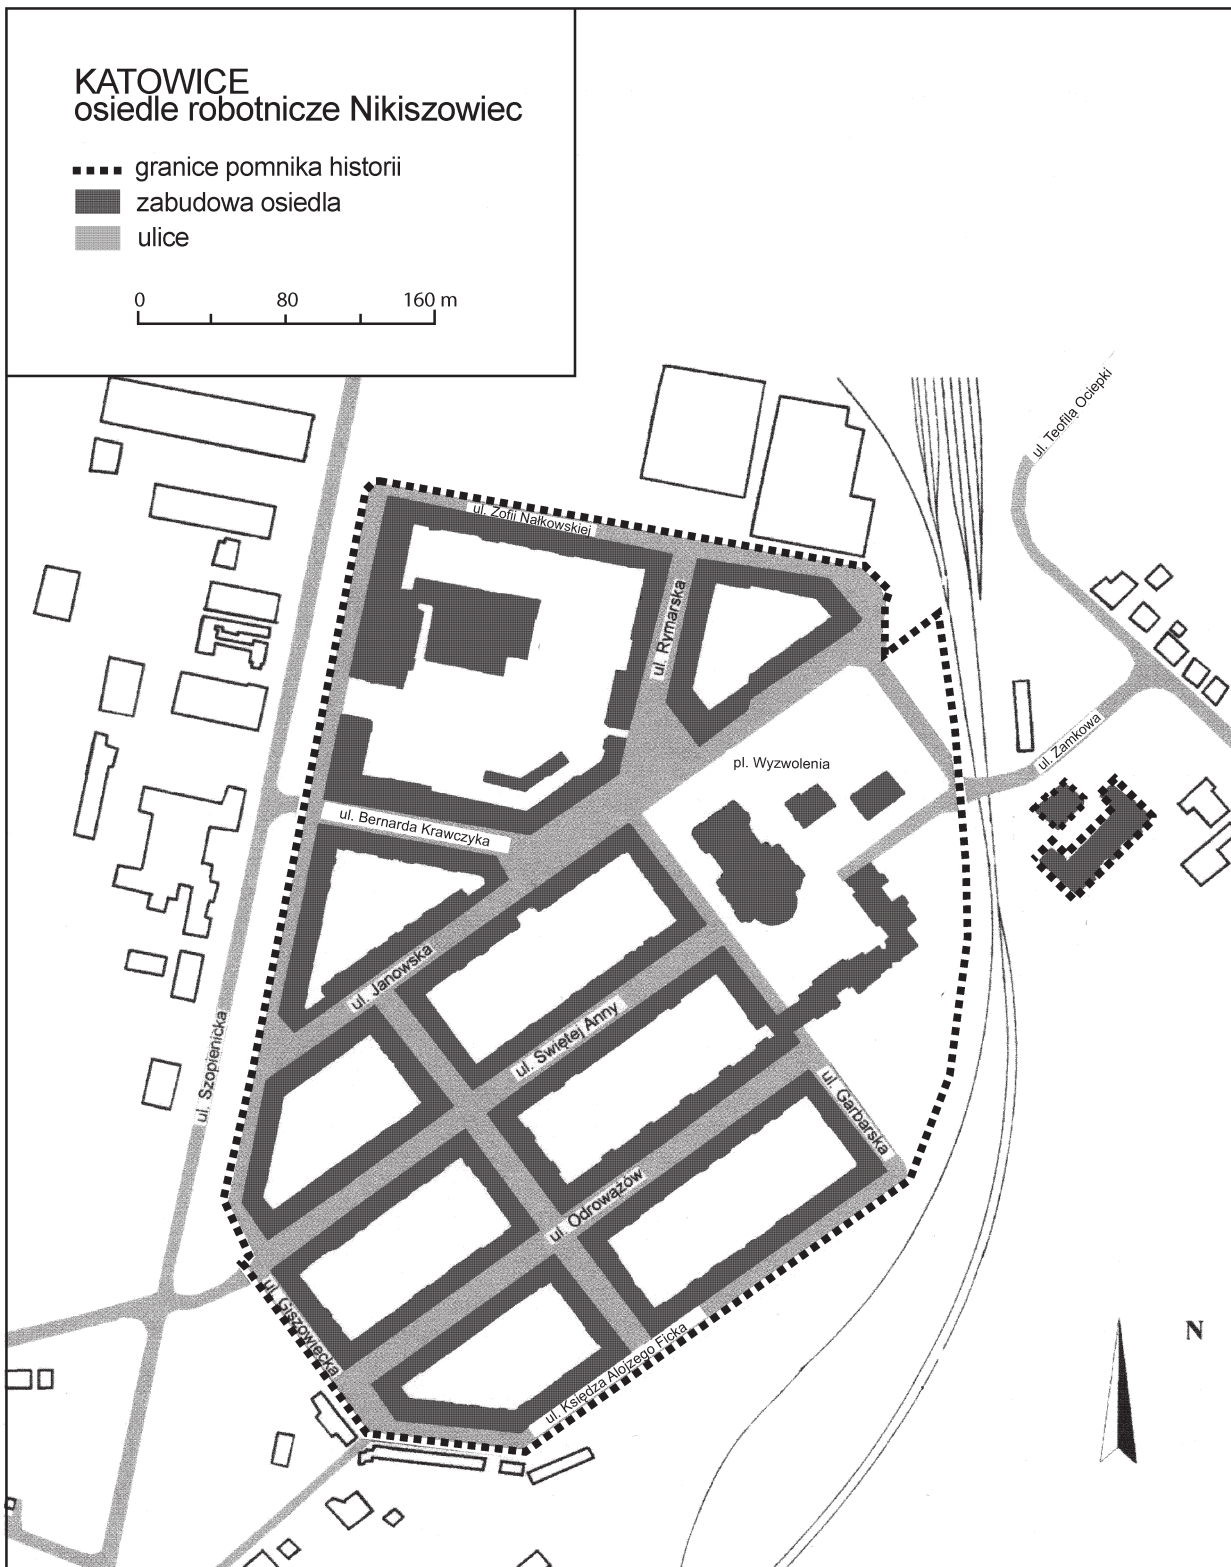 KATOWICE
osiedle robotnicze Nikiszowiec
granice pomnika historii
zabudowa osiedla
ulice
0 80 160 m
ul. Teofila Ociepki
ul. Zofii Nałkowskiej
ul. Rymarska
ul. Zamkowa
pl. Wyzwolenia
ul. Bernarda Krawczyka
ul. Janowska
ul. Świętej Anny
ul. Szopienicka
ul. Garbarska
ul. Odrowążów
ul. Giszowiecka
ul. Księdza Alojzego Ficka
N